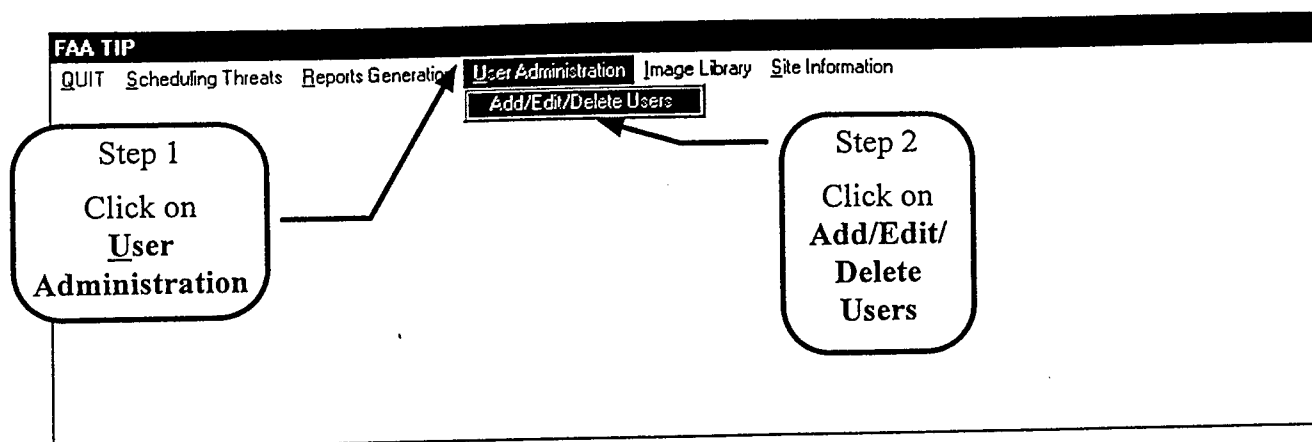 FAA TIP
QUIT Scheduling Threats Reports Generation User Administration Image Library Site Information
Add/Edit/Delete Users
Step 1
Click on
User
Administration
Step 2
Click on
Add/Edit/
Delete
Users